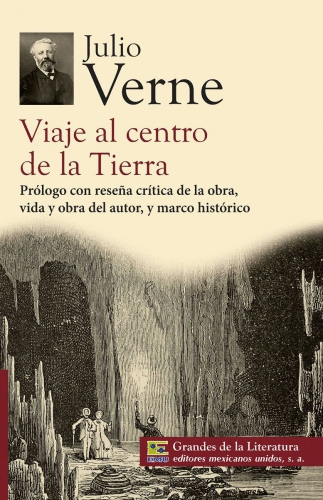 Julio
Verne
Viaje al centro
de la Tierra
Prólogo con reseña crítica de la obra,
vida y obra del autor, y marco histórico
Grandes de la Literatura
editores mexicanos unidos, s. a.